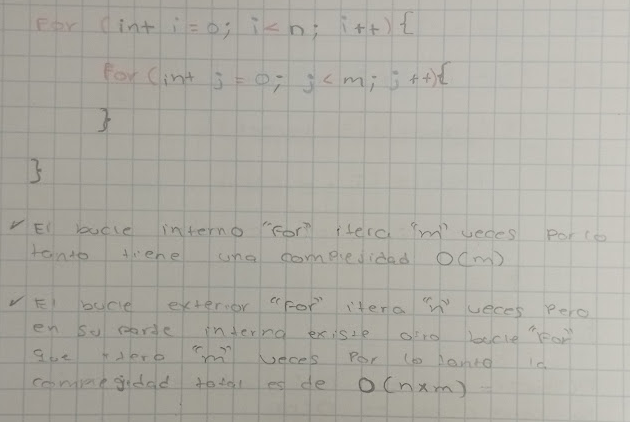 For (int i = 0; i < n; i++) {
For (int j = 0; j < m; j++) {
}
}
✓ El bucle interno "For" itera "m" veces por lo
tanto tiene una complejidad O(m)
✓ El bucle exterior "For" itera "n" veces pero
en su parte interna existe otro bucle "For"
que itera "m" veces por lo tanto la
complejidad total es de O(n×m)